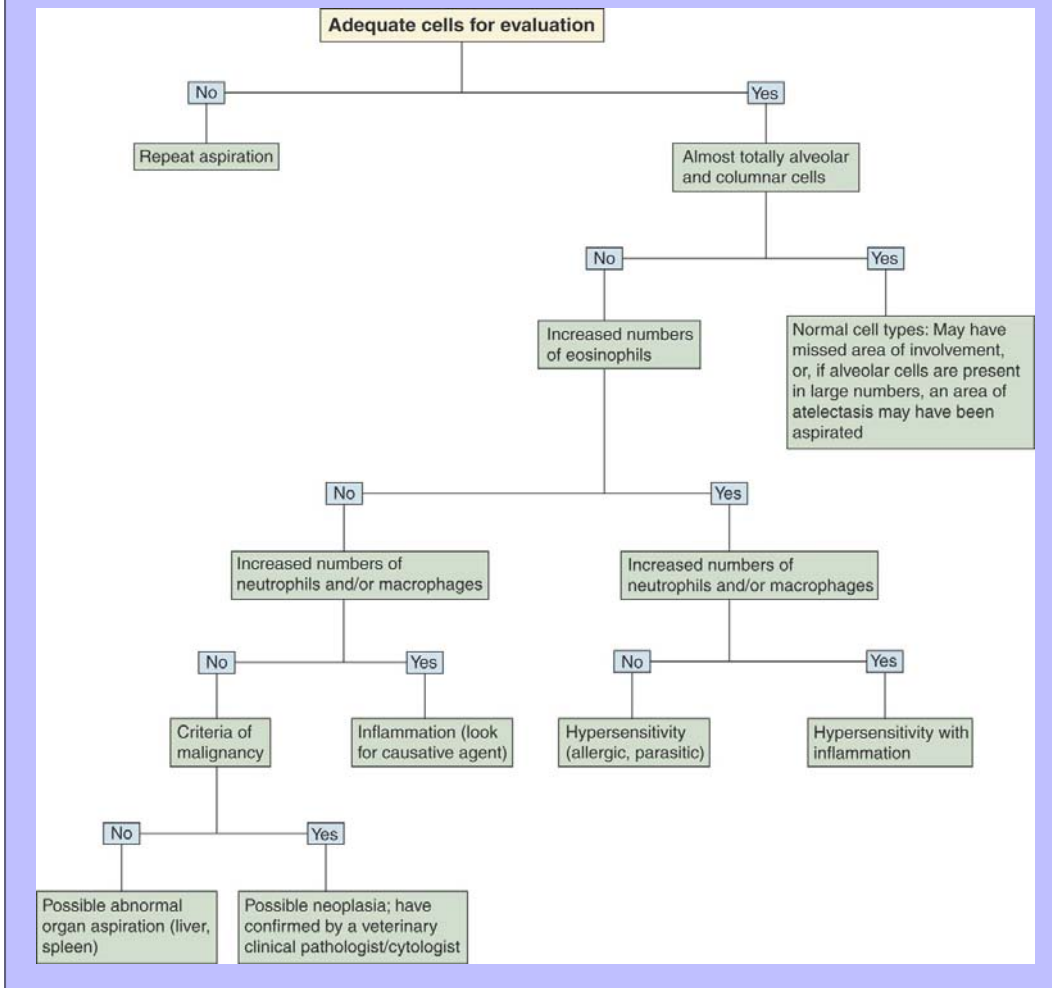 Adequate cells for evaluation
No
Yes
Repeat aspiration
Almost totally alveolar
and columnar cells
No
Yes
Increased numbers
of eosinophils
Normal cell types: May have
missed area of involvement,
or, if alveolar cells are present
in large numbers, an area of
atelectasis may have been
aspirated
No
Yes
Increased numbers of
neutrophils and/or macrophages
Increased numbers of
neutrophils and/or macrophages
No
Yes
No
Yes
Criteria of
malignancy
Inflammation (look
for causative agent)
Hypersensitivity
(allergic, parasitic)
Hypersensitivity with
inflammation
No
Yes
Possible abnormal
organ aspiration (liver,
spleen)
Possible neoplasia; have
confirmed by a veterinary
clinical pathologist/cytologist